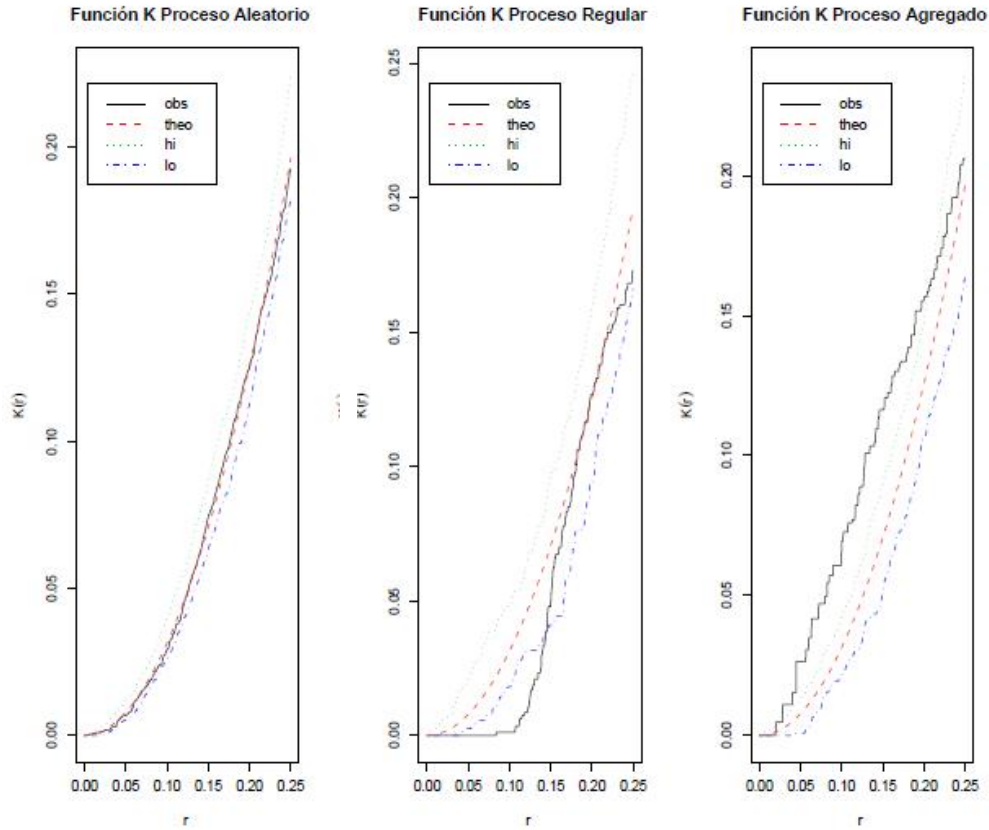 Función K Proceso Aleatorio
obs
theo
hi
lo
K(r)
0.00
0.05
0.10
0.15
0.20
0.00 0.05 0.10 0.15 0.20 0.25
r
Función K Proceso Regular
obs
theo
hi
lo
K(r)
0.00
0.05
0.10
0.15
0.20
0.25
0.00 0.05 0.10 0.15 0.20 0.25
r
Función K Proceso Agregado
obs
theo
hi
lo
K(r)
0.00
0.05
0.10
0.15
0.20
0.00 0.05 0.10 0.15 0.20 0.25
r